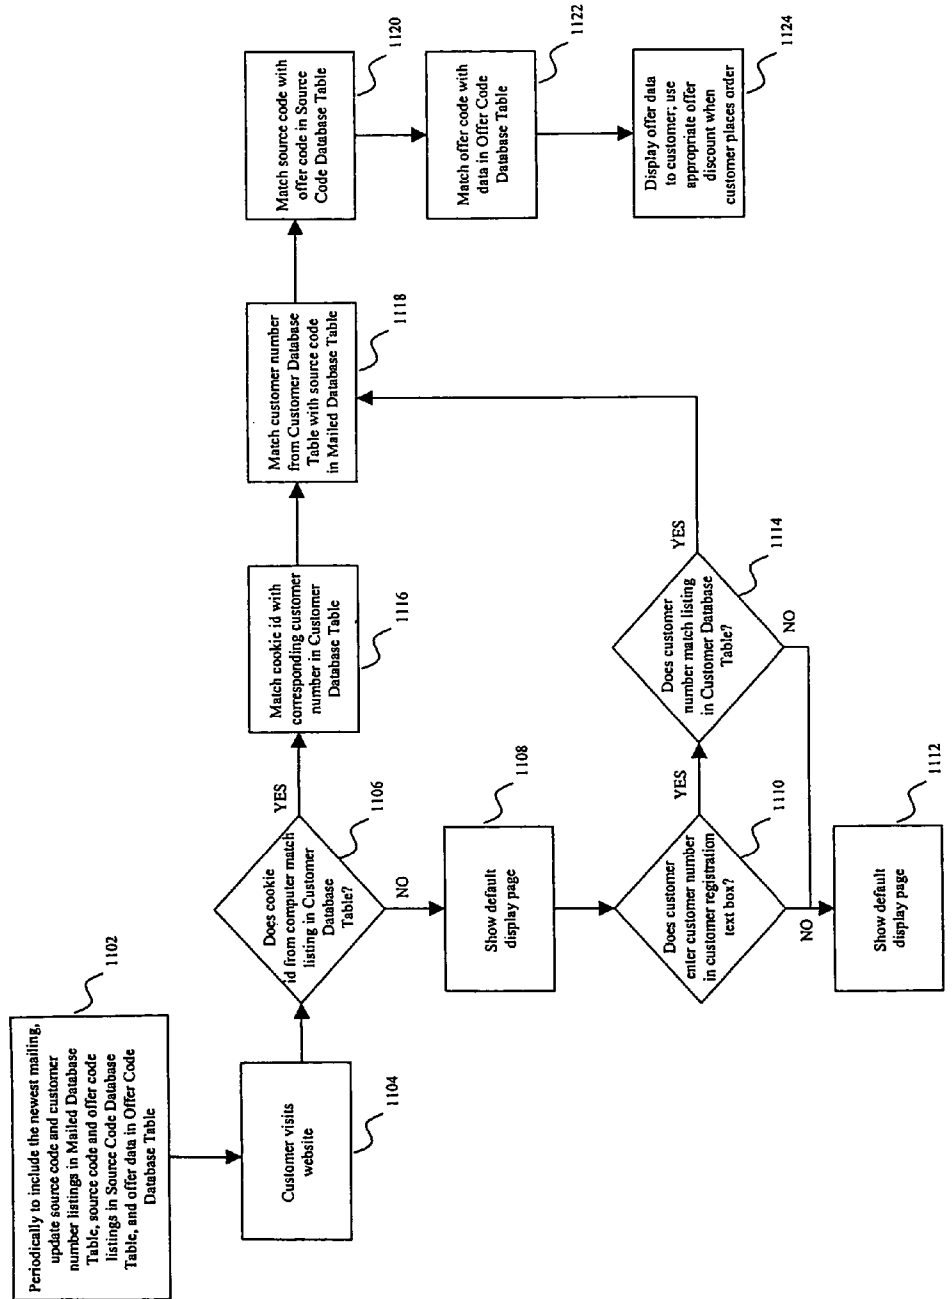 Periodically to include the newest mailing,
update source code and customer
number listings in Mailed Database
Table, source code and offer code
listings in Source Code Database
Table, and offer data in Offer Code
Database Table
1102
Customer visits
website
1104
Does cookie
id from computer match
listing in Customer
Database
Table?
1106
YES
NO
Show default
display page
1108
Does customer
enter customer number
in customer registration
text box?
1110
YES
NO
Show default
display page
1112
Does customer
number match listing
in Customer Database
Table?
1114
YES
NO
Match cookie id with
corresponding customer
number in Customer
Database Table
1116
Match customer number
from Customer Database
Table with source code
in Mailed Database Table
1118
Match source code with
offer code in Source
Code Database Table
1120
Match offer code with
data in Offer Code
Database Table
1122
Display offer data
to customer; use
appropriate offer
discount when
customer places order
1124